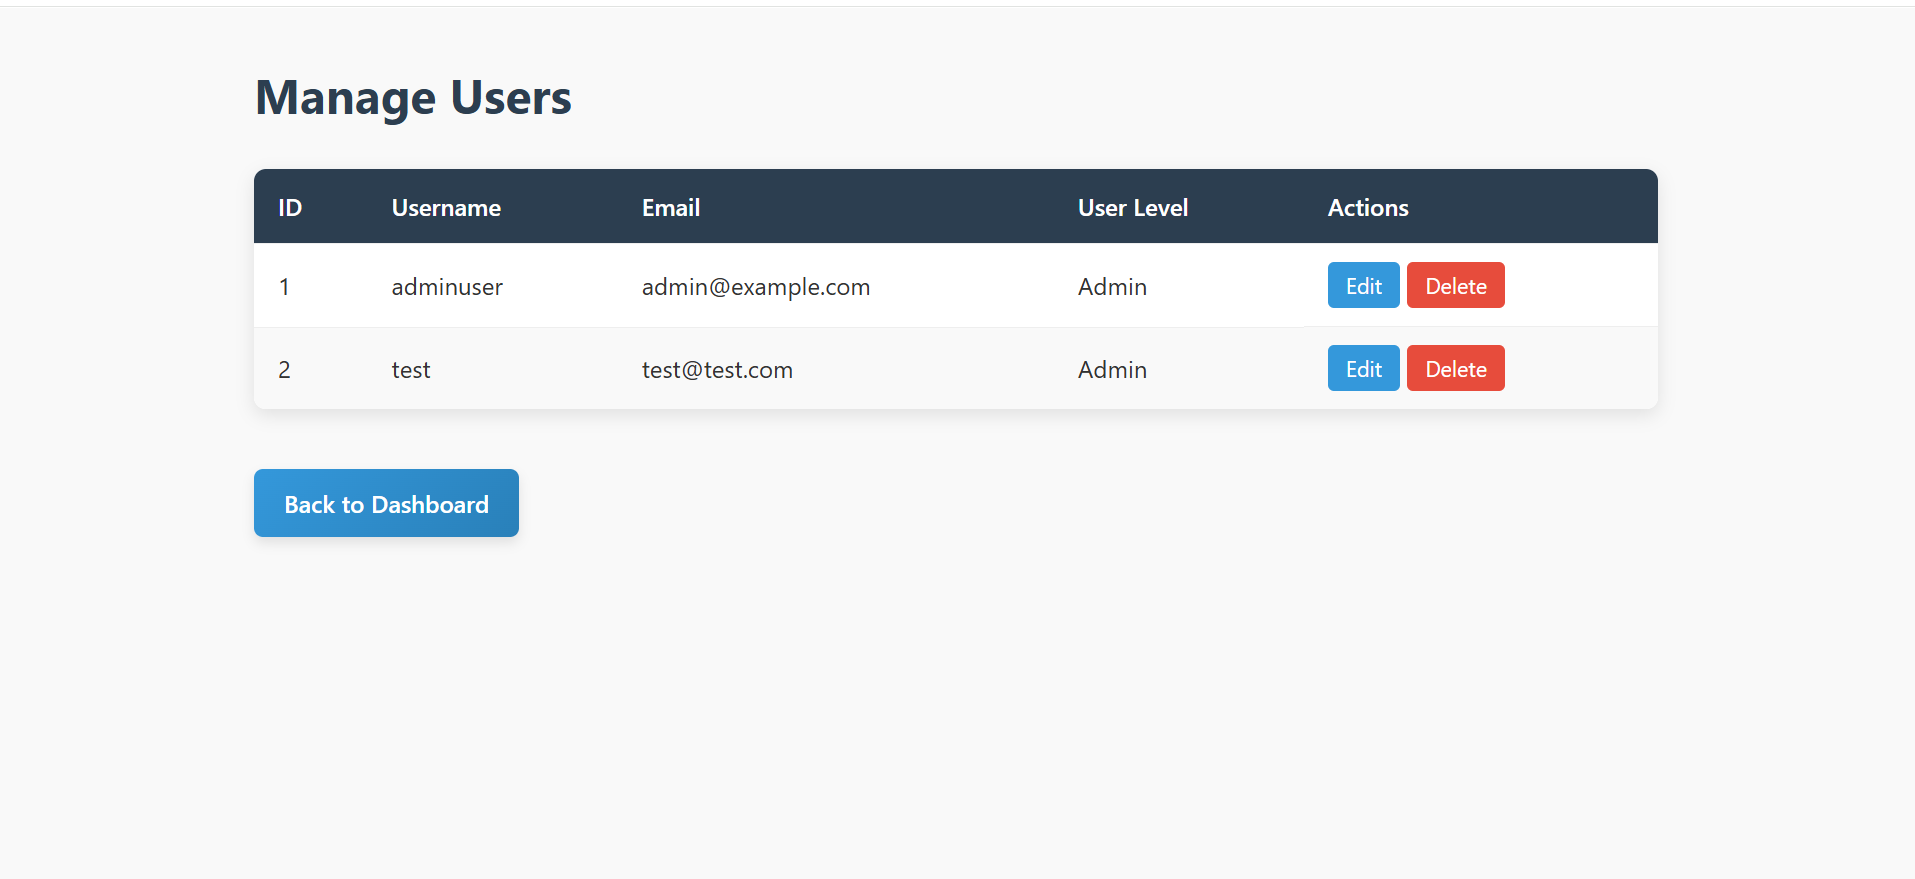 Manage Users
ID Username Email User Level Actions
1 adminuser admin@example.com Admin Edit Delete
2 test test@test.com Admin Edit Delete
Back to Dashboard